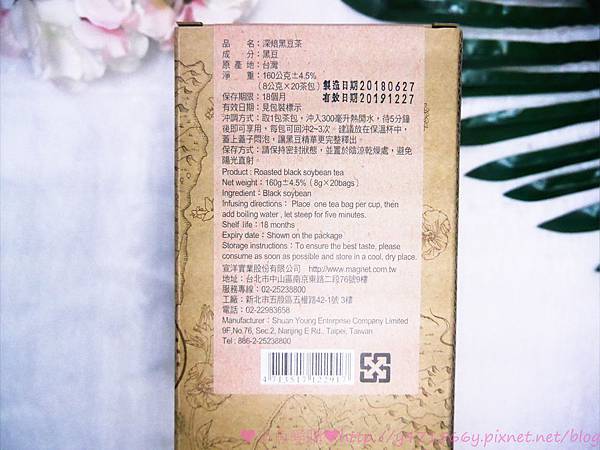 品　　名：深焙黑豆茶
成　　分：黑豆
原 產 地：台灣
淨　　重：160公克±4.5%
（8公克×20茶包）
製造日期20180627
有效日期20191227
保存期限：18個月
有效日期：見包裝標示
沖調方式：取1包茶包，沖入300毫升熱開水，待5分鐘
後即可享用，每包可回沖2~3次。建議放在保溫杯中，
蓋上蓋子悶泡，讓黑豆精華更完整釋出。
保存方式：請保持密封狀態，並置於陰涼乾燥處，避免
陽光直射。
Product : Roasted black soybean tea
Net weight : 160g±4.5%（8g×20bags）
Ingredient : Black soybean
Infusing directions : Place one tea bag per cup, then
add boiling water , let steep for five minutes.
Shelf life : 18 months
Expiry date : Shown on the package
Storage instructions : To ensure the best taste, please
consume as soon as possible and store in a cool, dry place.
宣洋實業股份有限公司　http://www.magnet.com.tw
地址：台北市中山區南京東路二段76號9樓
服務專線：02-25238800
工廠：新北市五股區五權路42-1號 3樓
電話：02-22983658
Manufacturer : Shuan Young Enterprise Company Limited
9F,No.76, Sec.2, Nanjing E Rd., Taipei, Taiwan
Tel : 886-2-25238800
4 713517 122917